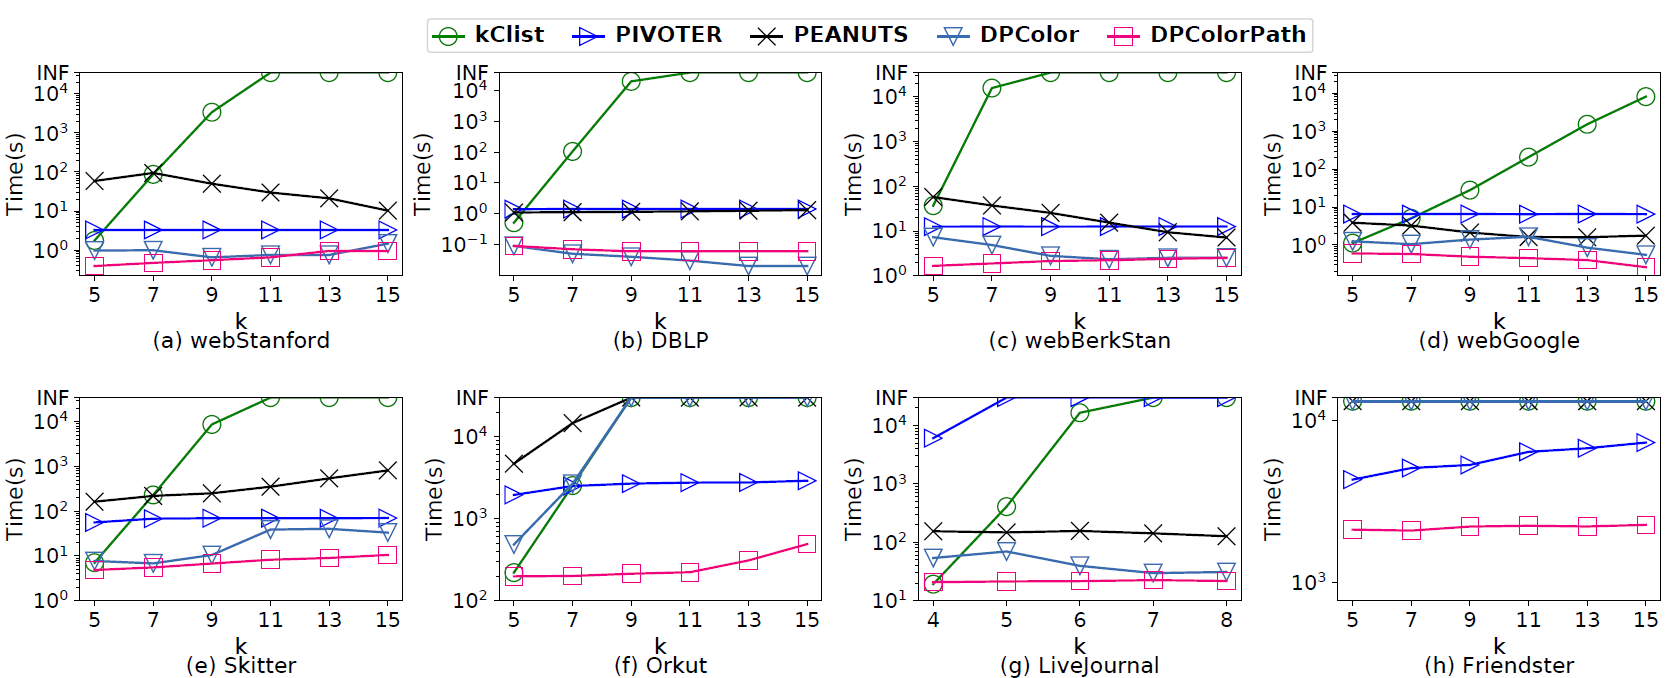 kClist PIVOTER PEANUTS DPColor DPColorPath
INF
10^4
10^3
10^2
10^1
10^0
Time(s)
5 7 9 11 13 15
k
(a) webStanford
INF
10^4
10^3
10^2
10^1
10^0
10^−1
Time(s)
5 7 9 11 13 15
k
(b) DBLP
INF
10^4
10^3
10^2
10^1
10^0
Time(s)
5 7 9 11 13 15
k
(c) webBerkStan
INF
10^4
10^3
10^2
10^1
10^0
Time(s)
5 7 9 11 13 15
k
(d) webGoogle
INF
10^4
10^3
10^2
10^1
10^0
Time(s)
5 7 9 11 13 15
k
(e) Skitter
INF
10^4
10^3
10^2
Time(s)
5 7 9 11 13 15
k
(f) Orkut
INF
10^4
10^3
10^2
10^1
Time(s)
4 5 6 7 8
k
(g) LiveJournal
INF
10^4
10^3
Time(s)
5 7 9 11 13 15
k
(h) Friendster